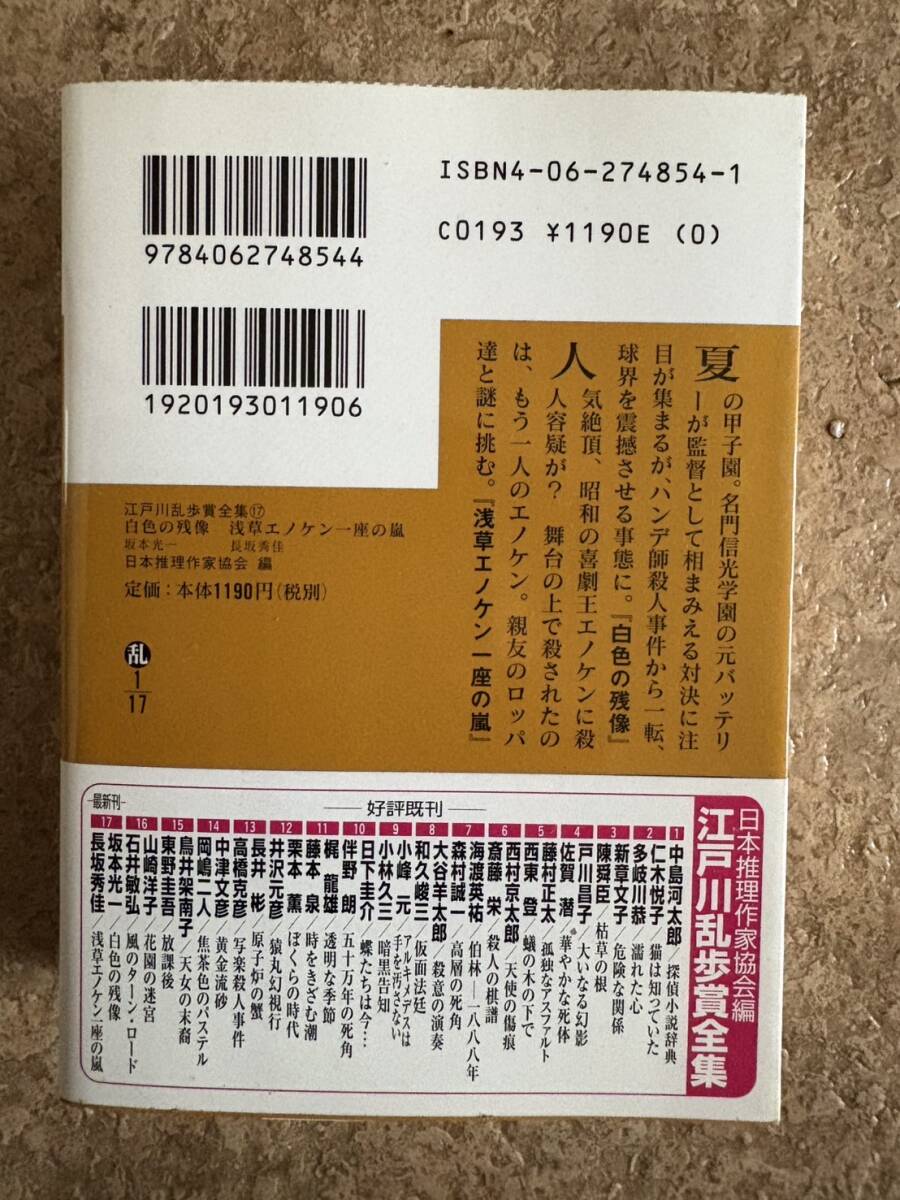 ISBN4-06-274854-1
C0193 ¥1190E (0)
9784062748544
1920193011906
夏の甲子園。名門信光学園の元バッテリ
ーが監督として相まみえる対決に注
目が集まるが、ハンデ師殺人事件から一転、
球界を震撼させる事態に。『白色の残像』
人気絶頂、昭和の喜劇王エノケンに殺
人容疑が？　舞台の上で殺されたの
は、もう一人のエノケン。親友のロッパ
達と謎に挑む。『浅草エノケン一座の嵐』
江戸川乱歩賞全集⑰
白色の残像　浅草エノケン一座の嵐
坂本光一　長坂秀佳
日本推理作家協会 編
定価：本体1190円(税別)
乱
1
17
日本推理作家協会編
江戸川乱歩賞全集
好評既刊
1 中島河太郎／探偵小説辞典
2 仁木悦子／猫は知っていた
多岐川恭／濡れた心
3 新章文子／危険な関係
陳舜臣／枯草の根
4 戸川昌子／大いなる幻影
佐賀 潜／華やかな死体
5 藤村正太／孤独なアスファルト
西東 登／蟻の木の下で
6 西村京太郎／天使の傷痕
斎藤 栄／殺人の棋譜
7 海渡英祐／伯林―一八八八年
森村誠一／高層の死角
8 大谷羊太郎／殺意の演奏
和久峻三／仮面法廷
9 小峰 元／アルキメデスは手を汚さない
小林久三／暗黒告知
10 日下圭介／蝶たちは今…
伴野 朗／五十万年の死角
11 梶 龍雄／透明な季節
藤本 泉／時をきざむ潮
12 栗本 薫／ぼくらの時代
井沢元彦／猿丸幻視行
13 長井 彬／原子炉の蟹
高橋克彦／写楽殺人事件
14 中津文彦／黄金流砂
岡嶋二人／焦茶色のパステル
15 鳥井架南子／天女の末裔
東野圭吾／放課後
16 山崎洋子／花園の迷宮
石井敏弘／風のターン・ロード
最新刊
17 坂本光一／白色の残像
長坂秀佳／浅草エノケン一座の嵐